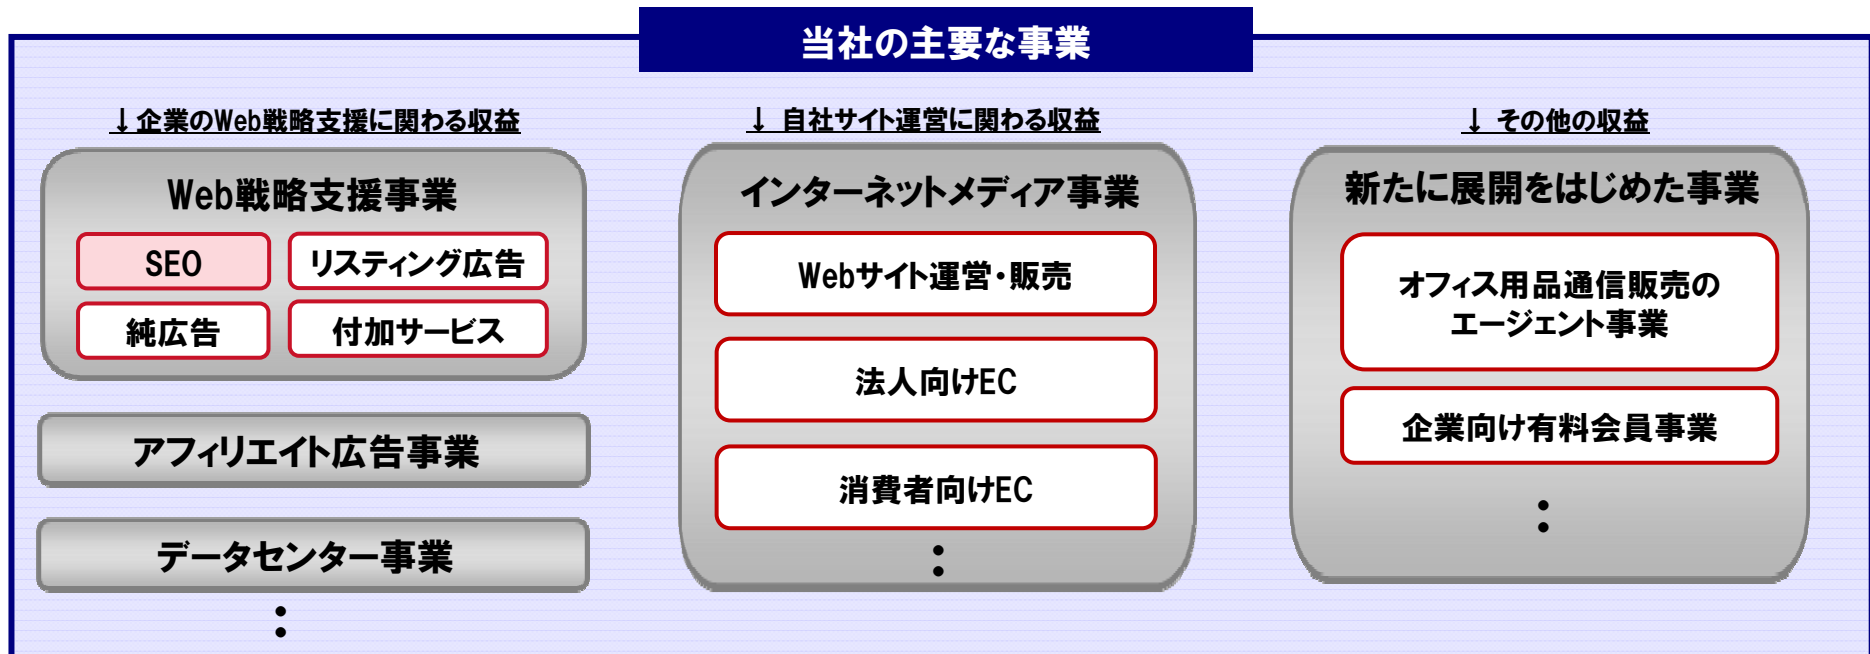 当社の主要な事業
↓企業のWeb戦略支援に関わる収益
Web戦略支援事業
SEO
リスティング広告
純広告
付加サービス
アフィリエイト広告事業
データセンター事業
：
↓ 自社サイト運営に関わる収益
インターネットメディア事業
Webサイト運営・販売
法人向けEC
消費者向けEC
：
↓ その他の収益
新たに展開をはじめた事業
オフィス用品通信販売の
エージェント事業
企業向け有料会員事業
：